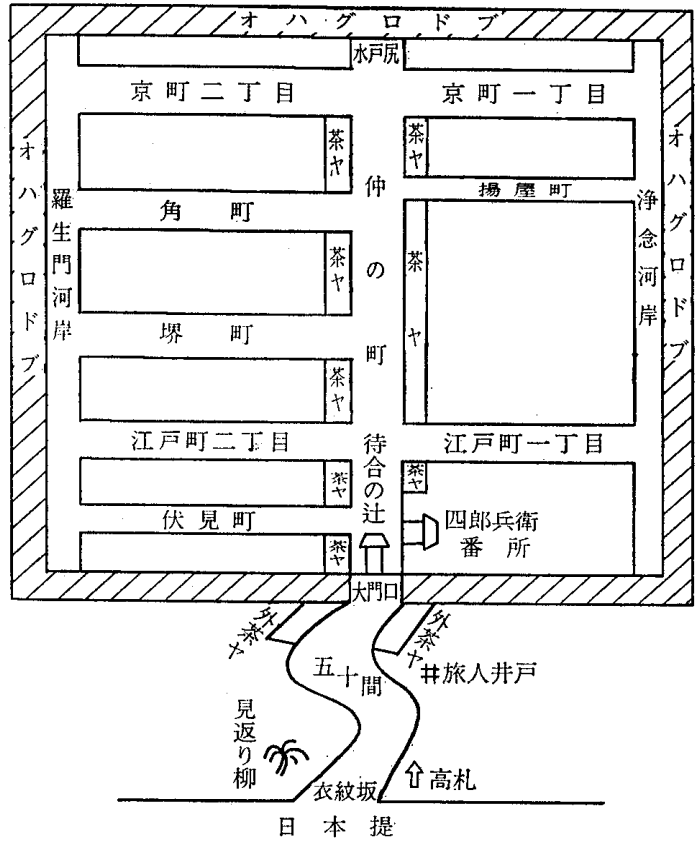 オハグロドブ
水戸尻
京町二丁目
京町一丁目
オハグロドブ
オハグロドブ
羅生門河岸
浄念河岸
茶ヤ
茶ヤ
仲の町
揚屋町
角町
茶ヤ
茶ヤ
堺町
茶ヤ
江戸町二丁目
待合の辻
江戸町一丁目
茶ヤ
茶ヤ
伏見町
四郎兵衛
番所
茶ヤ
大門口
外茶ヤ
外茶ヤ
五十間
旅人井戸
見返り柳
衣紋坂
高札
日本提